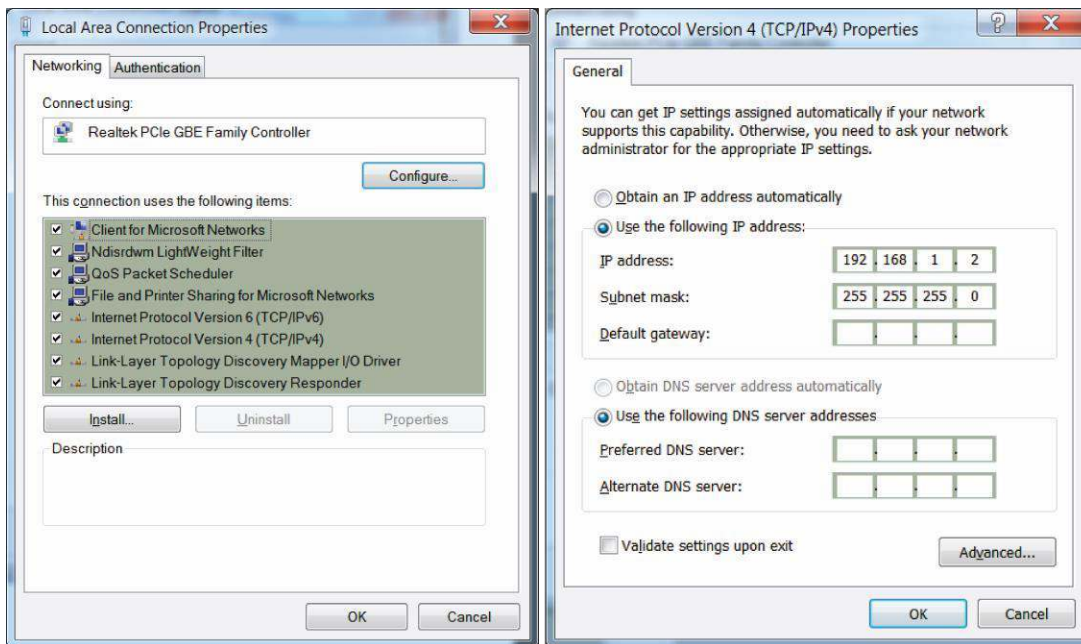 Local Area Connection Properties
Networking
Authentication
Connect using:
Realtek PCIe GBE Family Controller
Configure...
This connection uses the following items:
Client for Microsoft Networks
Ndisrdwm LightWeight Filter
QoS Packet Scheduler
File and Printer Sharing for Microsoft Networks
Internet Protocol Version 6 (TCP/IPv6)
Internet Protocol Version 4 (TCP/IPv4)
Link-Layer Topology Discovery Mapper I/O Driver
Link-Layer Topology Discovery Responder
Install...
Uninstall
Properties
Description
OK
Cancel
Internet Protocol Version 4 (TCP/IPv4) Properties
General
You can get IP settings assigned automatically if your network
supports this capability. Otherwise, you need to ask your network
administrator for the appropriate IP settings.
Obtain an IP address automatically
Use the following IP address:
IP address: 192 . 168 . 1 . 2
Subnet mask: 255 . 255 . 255 . 0
Default gateway: . . .
Obtain DNS server address automatically
Use the following DNS server addresses
Preferred DNS server: . . .
Alternate DNS server: . . .
Validate settings upon exit
Advanced...
OK
Cancel